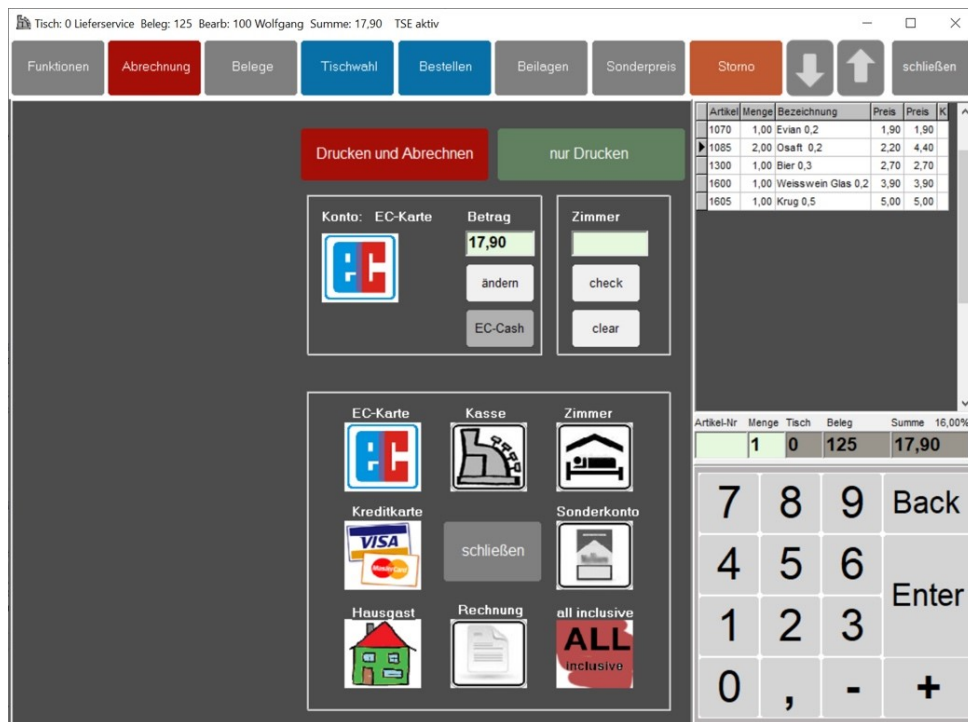 Tisch: 0 Lieferservice Beleg: 125 Bearb: 100 Wolfgang Summe: 17,90 TSE aktiv
Funktionen Abrechnung Belege Tischwahl Bestellen Beilagen Sonderpreis Storno schließen
Drucken und Abrechnen nur Drucken
Konto: EC-Karte Betrag
17,90
ec
ändern
EC-Cash
Zimmer
check
clear
EC-Karte Kasse Zimmer
ec
Kreditkarte Sonderkonto
VISA
MasterCard
schließen
Hausgast Rechnung all inclusive
ALL
inclusive
Artikel Menge Bezeichnung Preis Preis K
1070 1,00 Evian 0,2 1,90 1,90
1085 2,00 Osaft 0,2 2,20 4,40
1300 1,00 Bier 0,3 2,70 2,70
1600 1,00 Weisswein Glas 0,2 3,90 3,90
1605 1,00 Krug 0,5 5,00 5,00
Artikel-Nr Menge Tisch Beleg Summe 16,00%
1 0 125 17,90
7 8 9 Back
4 5 6
Enter
1 2 3
0 , - +